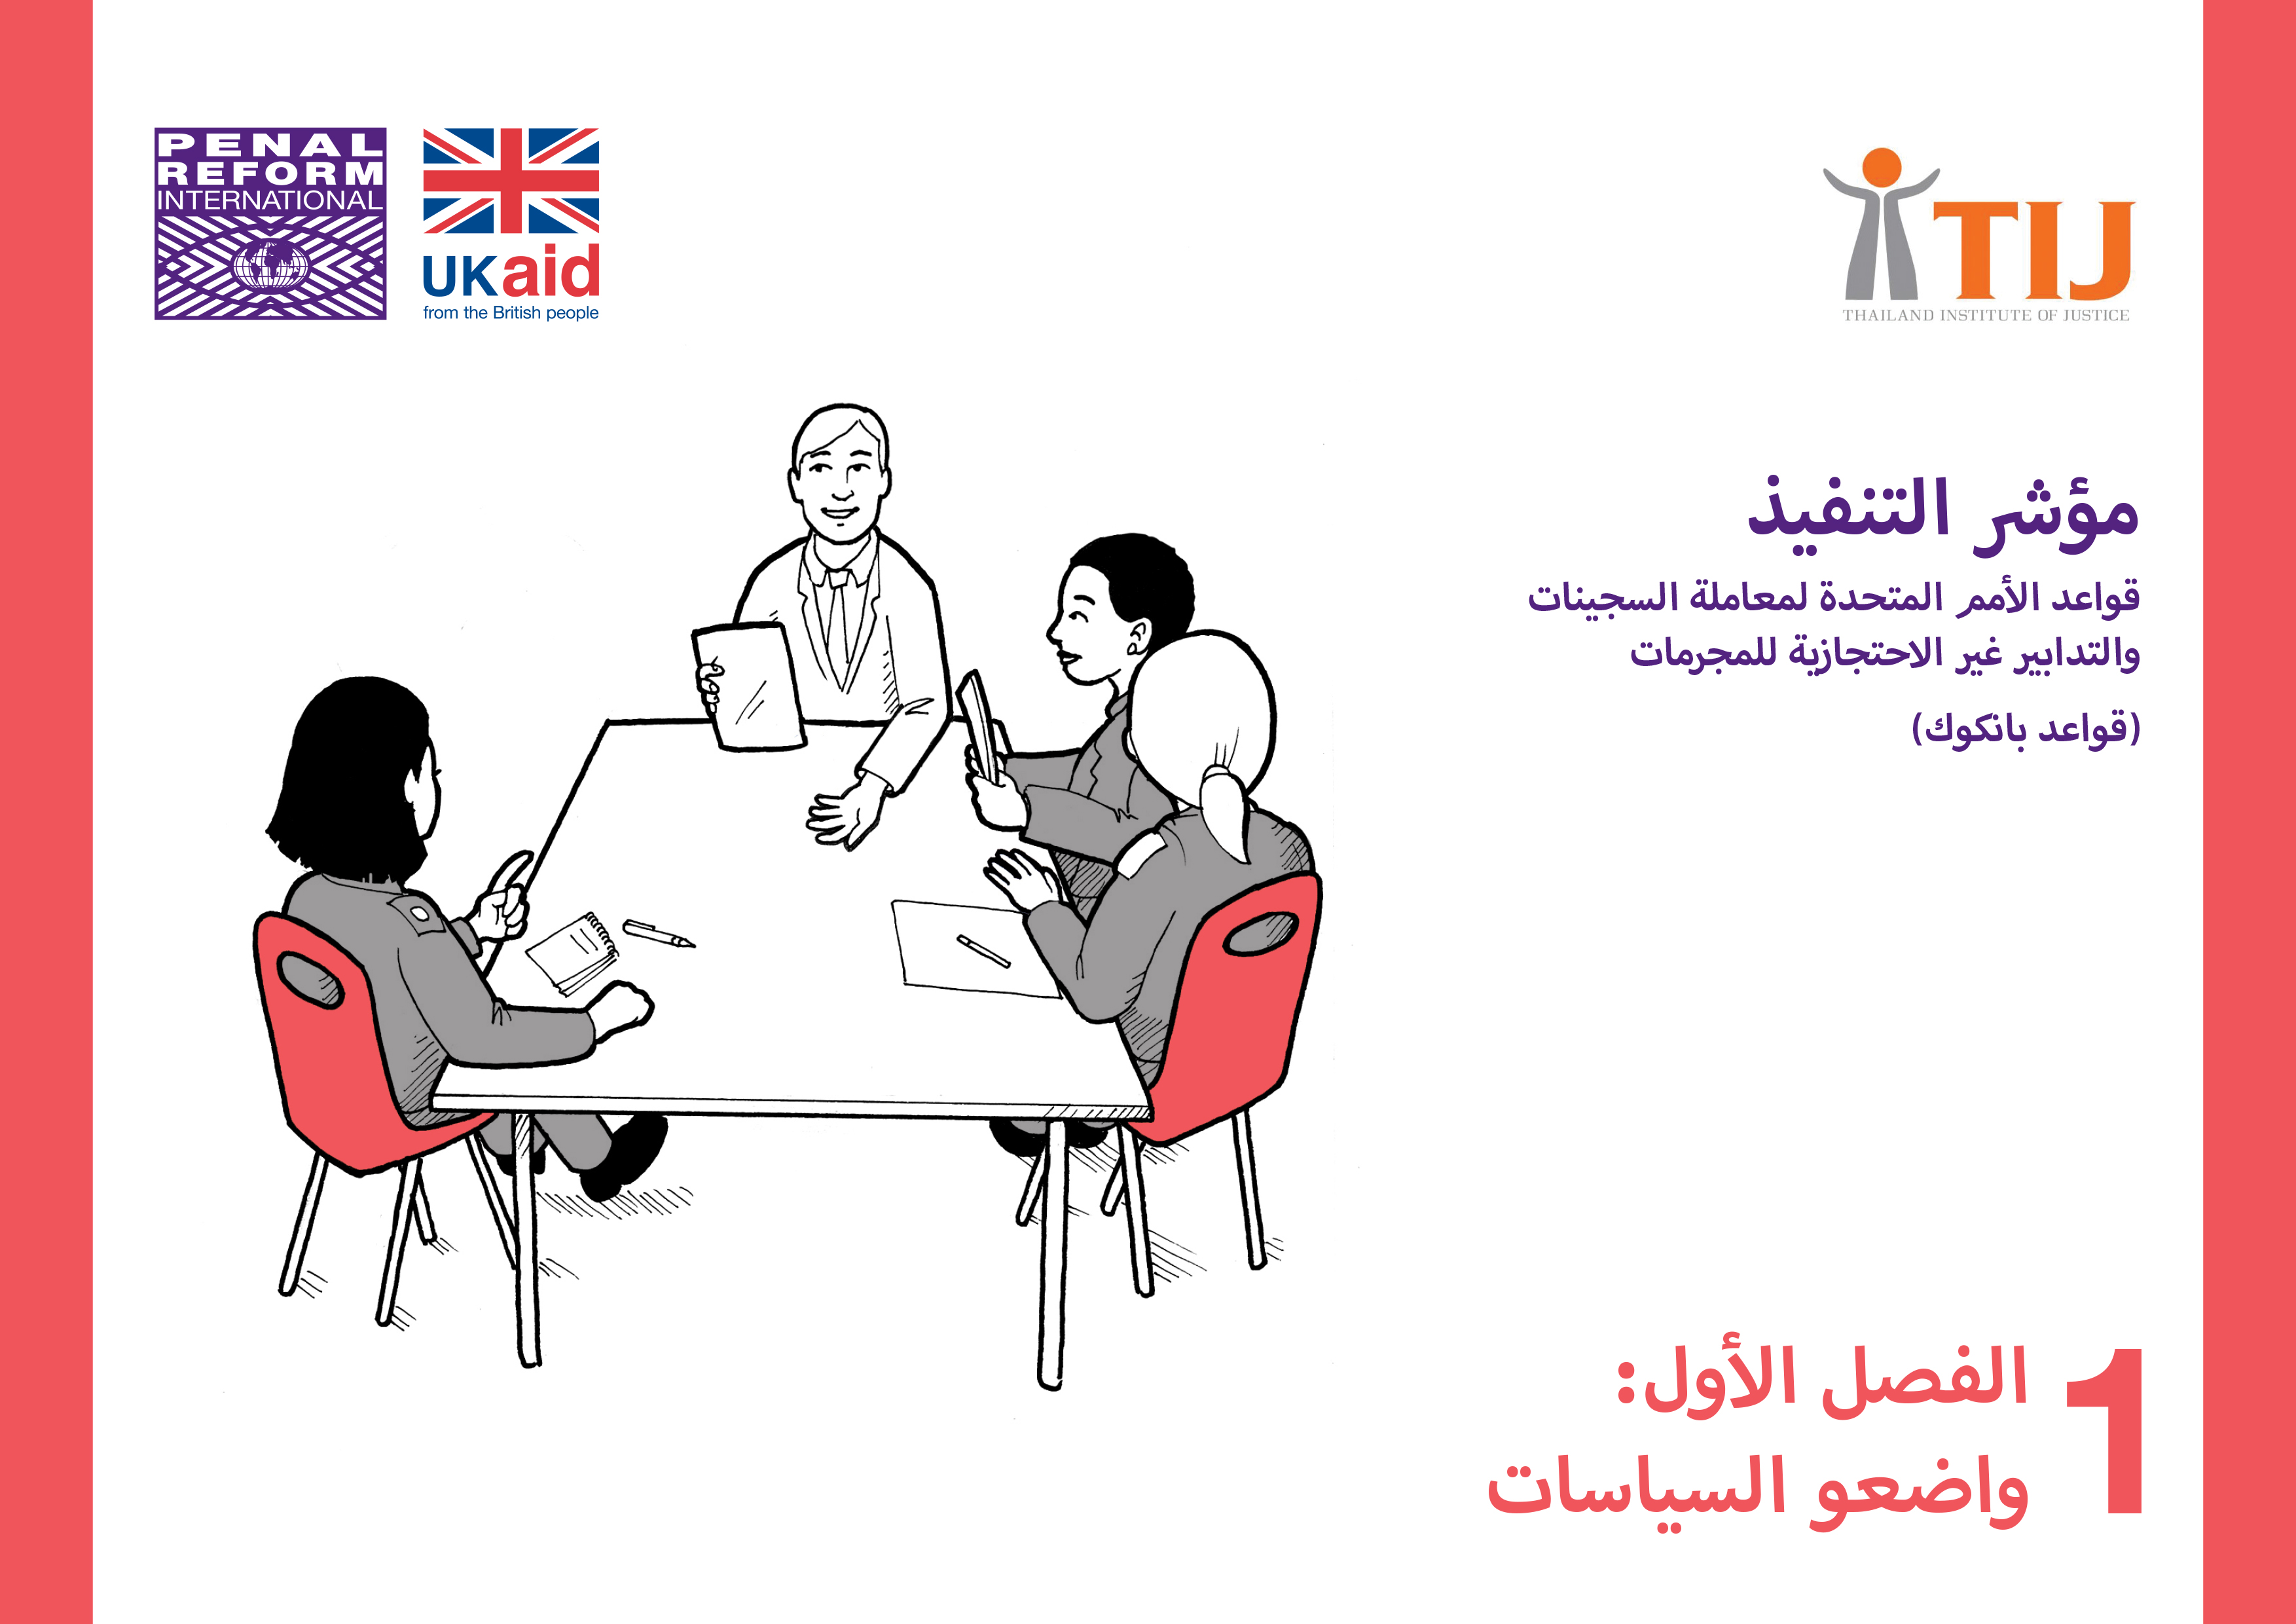 PENAL
REFORM
INTERNATIONAL
UKaid
from the British people
TIJ
THAILAND INSTITUTE OF JUSTICE
مؤشر التنفيذ
قواعد الأمم المتحدة لمعاملة السجينات
والتدابير غير الاحتجازية للمجرمات
(قواعد بانكوك)
1 الفصل الأول:
واضعو السياسات